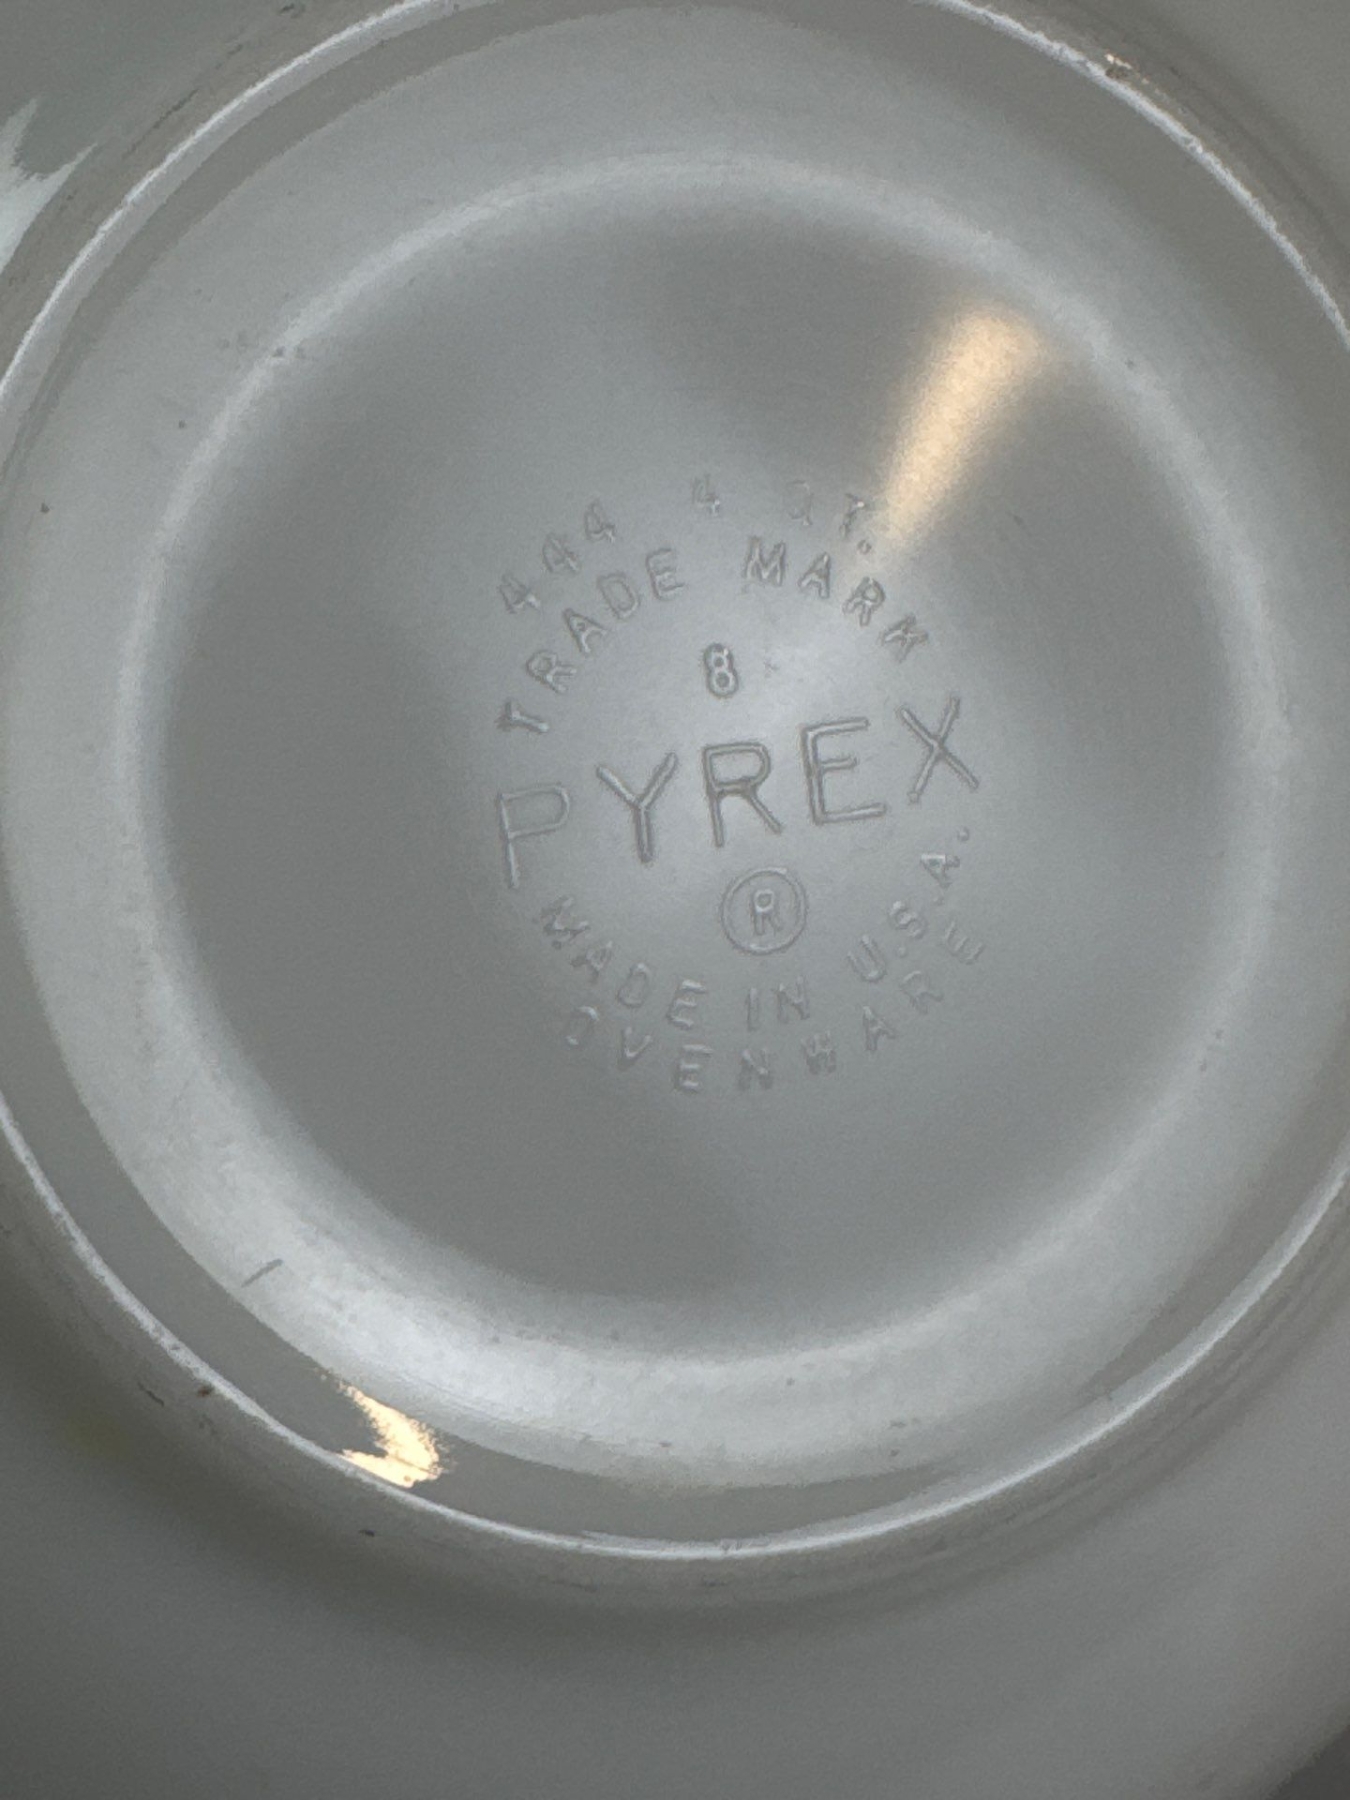 444 4 QT.
TRADE MARK
8
PYREX
®
MADE IN U.S.A.
OVENWARE